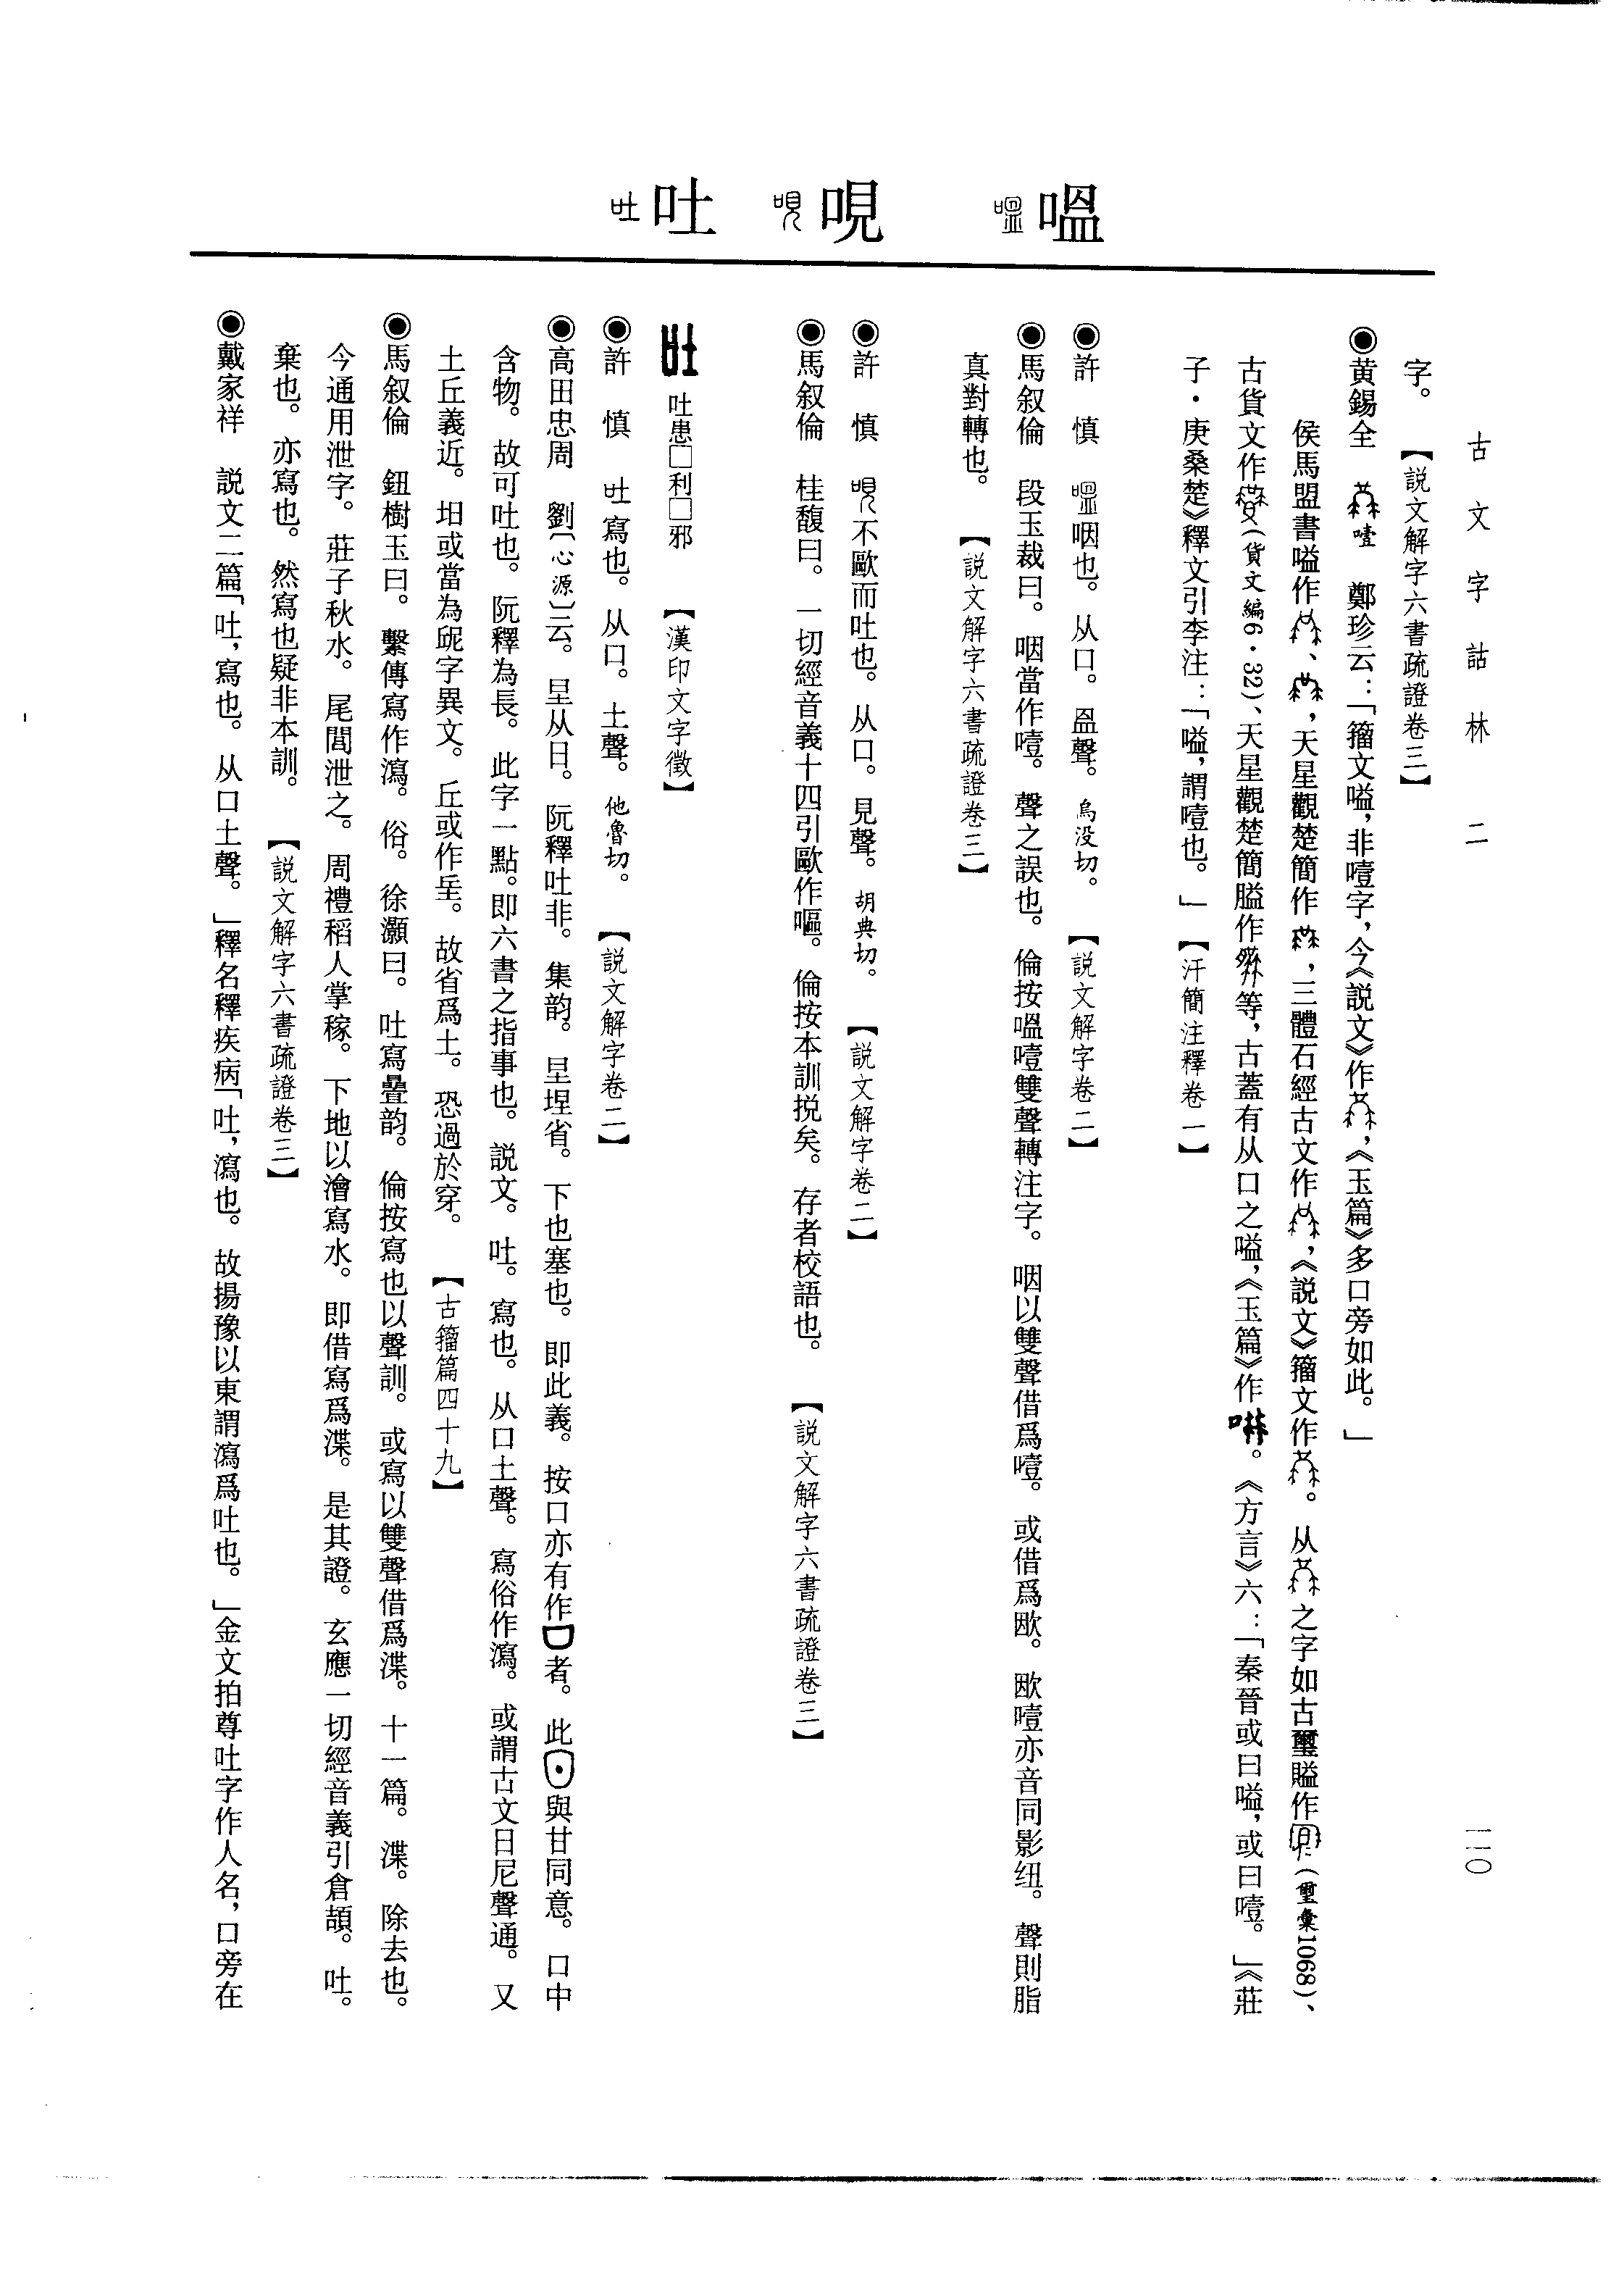 古文字詁林 二
一一〇
嗢 哯 吐
字。 【説文解字六書疏證卷三】
◉黄錫全 噎 鄭珍云：「籀文嗌，非噎字，今《説文》作，《玉篇》多口旁如此。」
侯馬盟書嗌作、，天星觀楚簡作，三體石經古文作，《説文》籀文作。从之字如古璽賹作（璽彙1068）、
古貨文作（貨文編6·32）、天星觀楚簡膉作等，古蓋有从口之嗌，《玉篇》作。《方言》六：「秦晉或曰嗌，或曰噎。」《莊
子·庚桑楚》釋文引李注：「嗌，謂噎也。」 【汗簡注釋卷一】
◉許 慎 嗢咽也。从口。𥁕聲。烏没切。 【説文解字卷二】
◉馬叙倫 段玉裁曰。咽當作噎。聲之誤也。倫按嗢噎雙聲轉注字。咽以雙聲借爲噎。或借爲欭。欭噎亦音同影纽。聲則脂
真對轉也。 【説文解字六書疏證卷三】
◉許 慎 哯不歐而吐也。从口。見聲。胡典切。 【説文解字卷二】
◉馬叙倫 桂馥曰。一切經音義十四引歐作嘔。倫按本訓挩矣。存者校語也。 【説文解字六書疏證卷三】
吐 吐患□利□邪 【漢印文字徵】
◉許 慎 吐寫也。从口。土聲。他魯切。 【説文解字卷二】
◉高田忠周 劉〔心源〕云。𡉲从日。阮釋吐非。集韵。𡉲埕省。下也塞也。即此義。按口亦有作者。此與甘同意。口中
含物。故可吐也。阮釋為長。此字一點。即六書之指事也。説文。吐。寫也。从口土聲。寫俗作瀉。或謂古文日尼聲通。又
土丘義近。坦或當為昵字異文。丘或作𡊣。故省爲土。恐過於穿。 【古籀篇四十九】
◉馬叙倫 鈕樹玉曰。繫傳寫作瀉。俗。徐灝曰。吐寫疊韵。倫按寫也以聲訓。或寫以雙聲借爲渫。十一篇。渫。除去也。
今通用泄字。莊子秋水。尾閭泄之。周禮稻人掌稼。下地以澮寫水。即借寫爲渫。是其證。玄應一切經音義引倉頡。吐。
棄也。亦寫也。然寫也疑非本訓。 【説文解字六書疏證卷三】
◉戴家祥 説文二篇「吐，寫也。从口土聲。」釋名釋疾病「吐，瀉也。故揚豫以東謂瀉爲吐也。」金文拍尊吐字作人名，口旁在